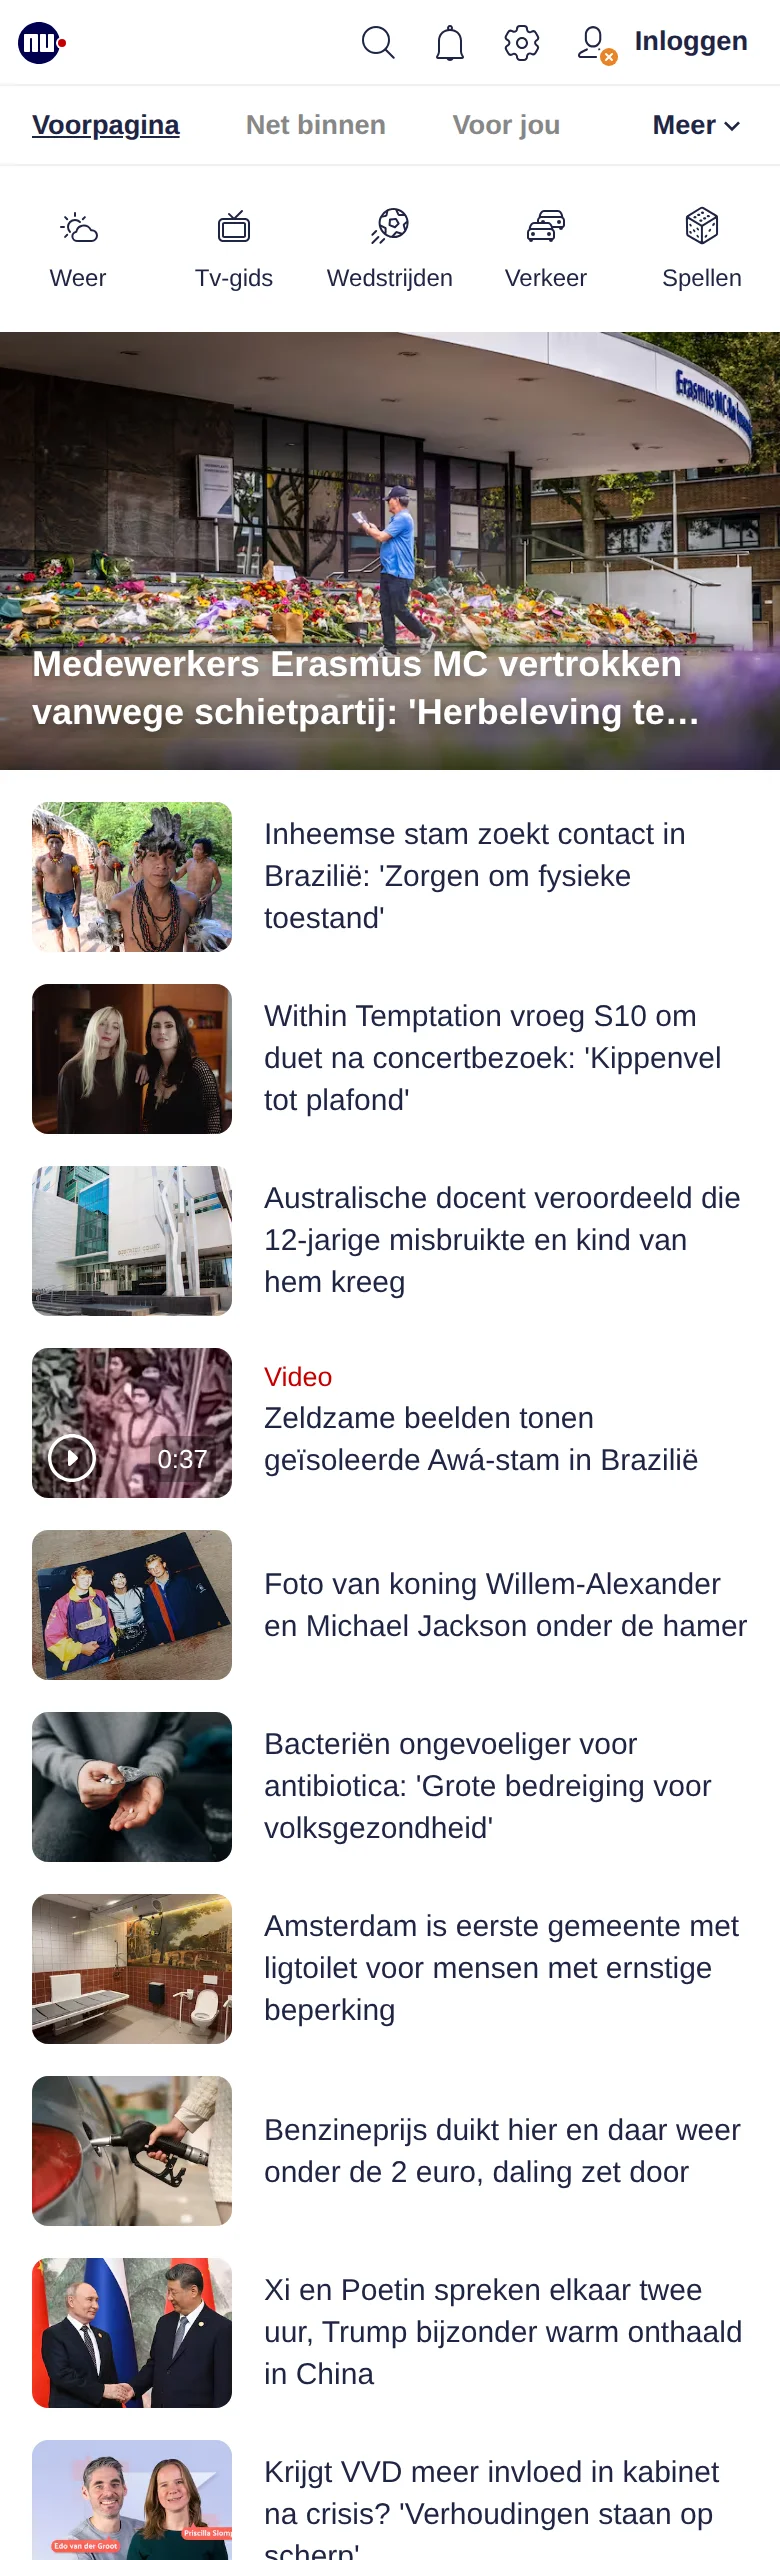 nu
Inloggen
Voorpagina
Net binnen
Voor jou
Meer
Weer
Tv-gids
Wedstrijden
Verkeer
Spellen
Erasmus MC
Medewerkers Erasmus MC vertrokken
vanwege schietpartij: 'Herbeleving te...
Inheemse stam zoekt contact in
Brazilië: 'Zorgen om fysieke
toestand'
Within Temptation vroeg S10 om
duet na concertbezoek: 'Kippenvel
tot plafond'
Australische docent veroordeeld die
12-jarige misbruikte en kind van
hem kreeg
Video
Zeldzame beelden tonen
geïsoleerde Awá-stam in Brazilië
0:37
Foto van koning Willem-Alexander
en Michael Jackson onder de hamer
Bacteriën ongevoeliger voor
antibiotica: 'Grote bedreiging voor
volksgezondheid'
Amsterdam is eerste gemeente met
ligtoilet voor mensen met ernstige
beperking
Benzineprijs duikt hier en daar weer
onder de 2 euro, daling zet door
Xi en Poetin spreken elkaar twee
uur, Trump bijzonder warm onthaald
in China
Krijgt VVD meer invloed in kabinet
na crisis? 'Verhoudingen staan op
scherp'
Priscilla Slomp
Edo van der Groot